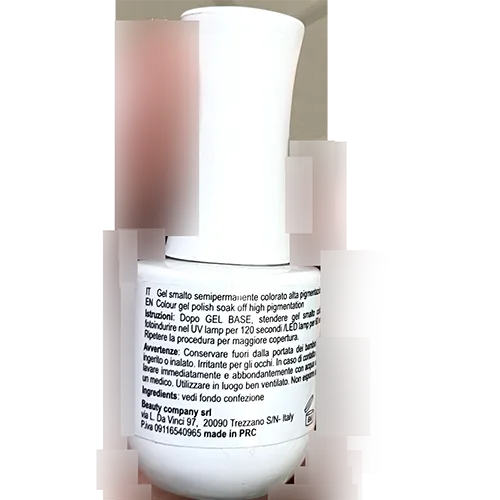 IT Gel smalto semipermanente colorato alta
EN Colour gel polish soak off high pigmentation
Istruzioni: Dopo GEL BASE, stendere gel smalto
fotoindurire nel UV lamp per 120 secondi /LED lamp per
Ripetere la procedura per maggiore copertura.
Avvertenze: Conservare fuori dalla portata dei
ingerito o inalato. Irritante per gli occhi. In caso di
lavare immediatamente e abbondantemente con acqua
un medico. Utilizzare in luogo ben ventilato. Non
Ingredients: vedi fondo confezione
Beauty company srl
via L. Da Vinci 97, 20090 Trezzano S/N- Italy
P.iva 09116540965 made in PRC